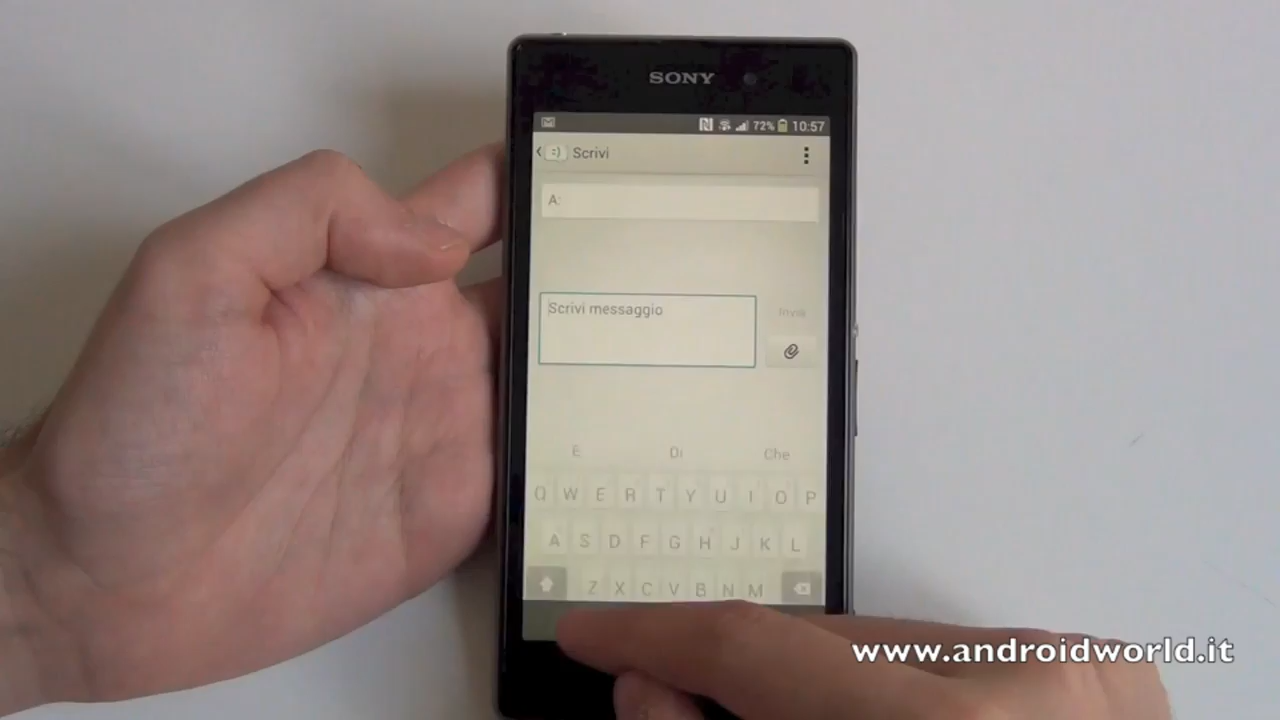 SONY
72% 10:57
:) Scrivi
A:
Scrivi messaggio
Invia
È Di Che
Q W E R T Y U I O P
A S D F G H J K L
Z X C V B N M
www.androidworld.it